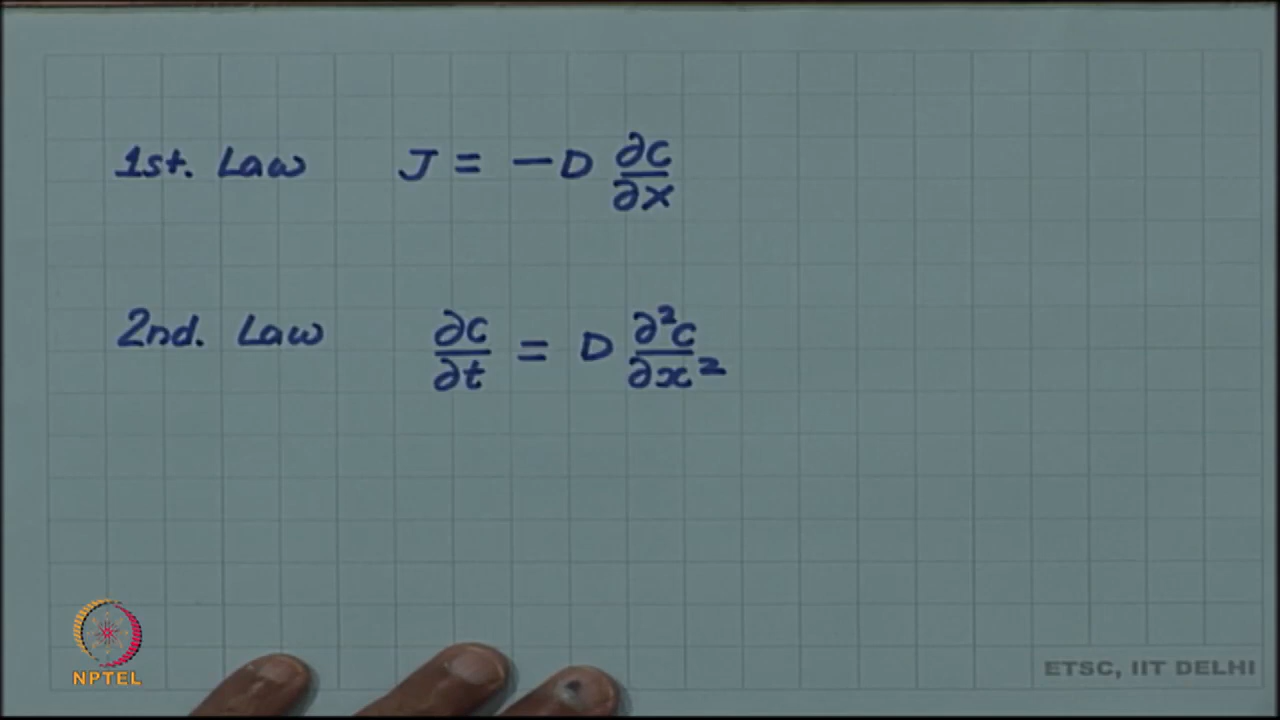 1st. Law J = −D ∂C/∂x
2nd. Law ∂C/∂t = D ∂²C/∂x²
NPTEL
ETSC, IIT DELHI